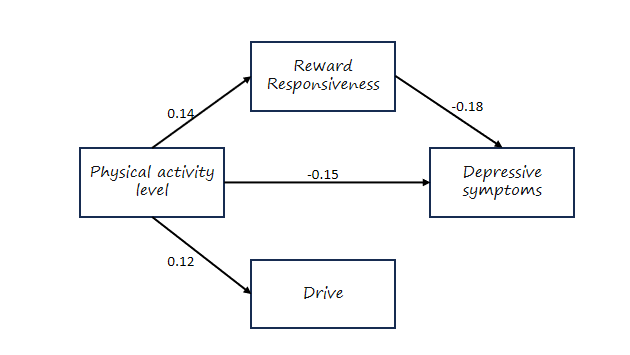 Reward
Responsiveness
0.14
-0.18
Physical activity
level
-0.15
Depressive
symptoms
0.12
Drive